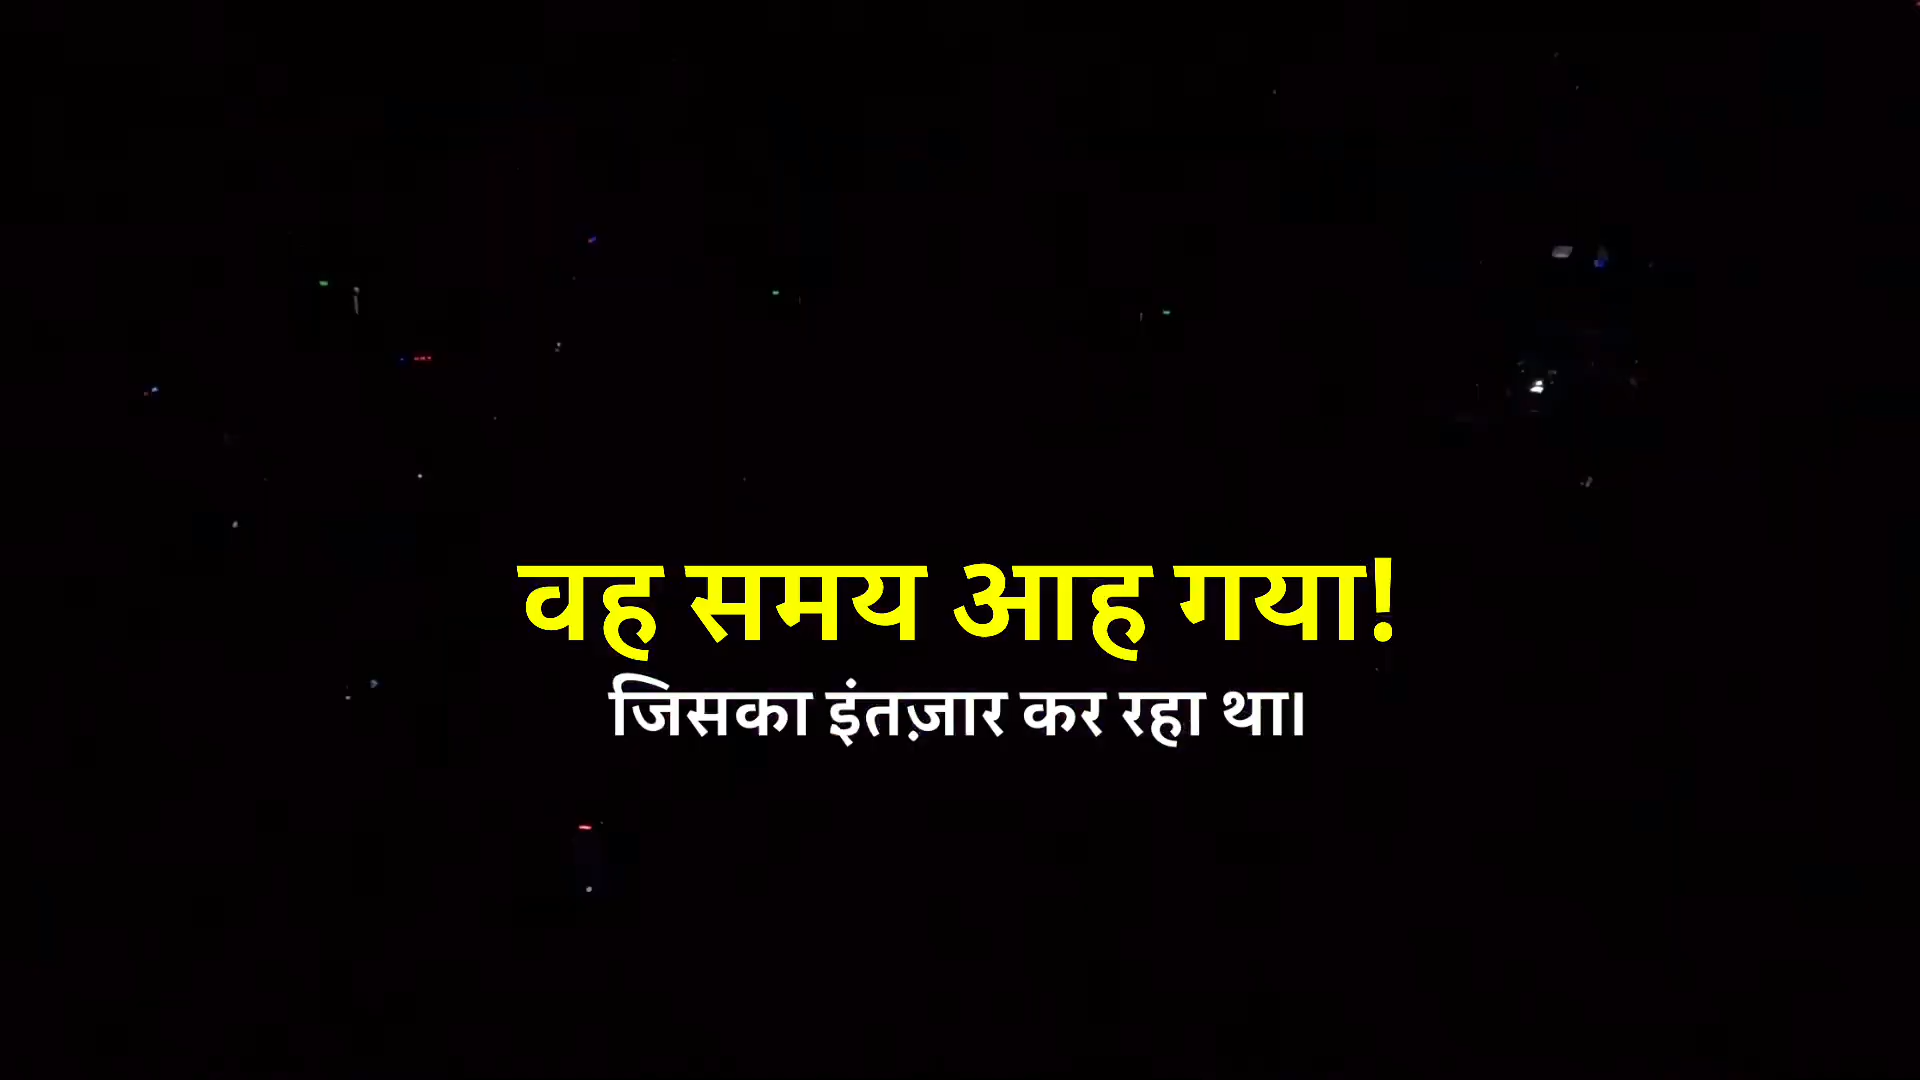 वह समय आह गया!
जिसका इंतज़ार कर रहा था।